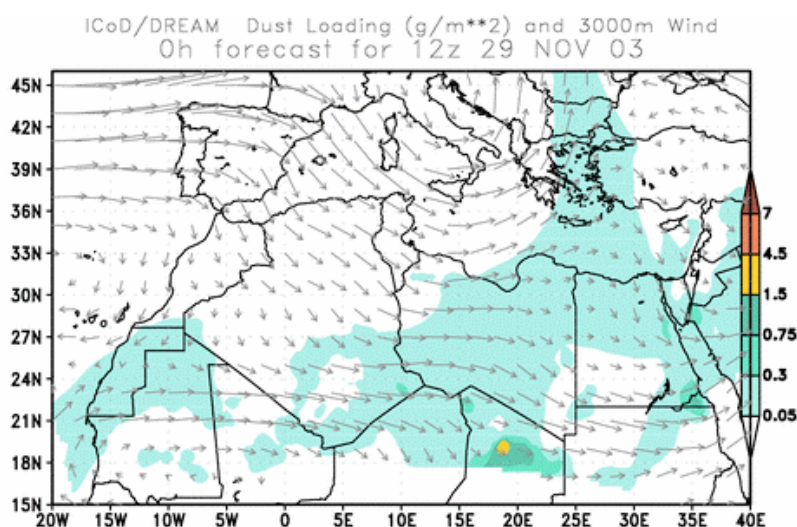 ICoD/DREAM Dust Loading (g/m**2) and 3000m Wind
0h forecast for 12z 29 NOV 03
45N
42N
39N
36N
33N
30N
27N
24N
21N
18N
15N
20W 15W 10W 5W 0 5E 10E 15E 20E 25E 30E 35E 40E
7
4.5
1.5
0.75
0.3
0.05